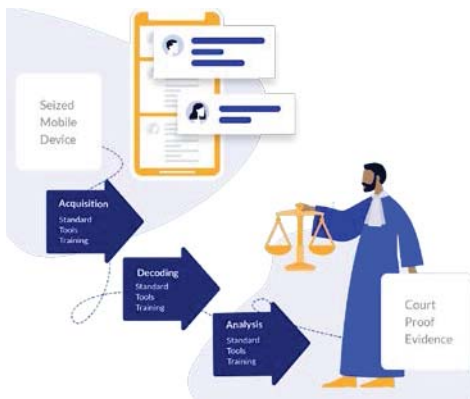 Seized
Mobile
Device
Acquisition
Standard
Tools
Training
Decoding
Standard
Tools
Training
Analysis
Standard
Tools
Training
Court
Proof
Evidence